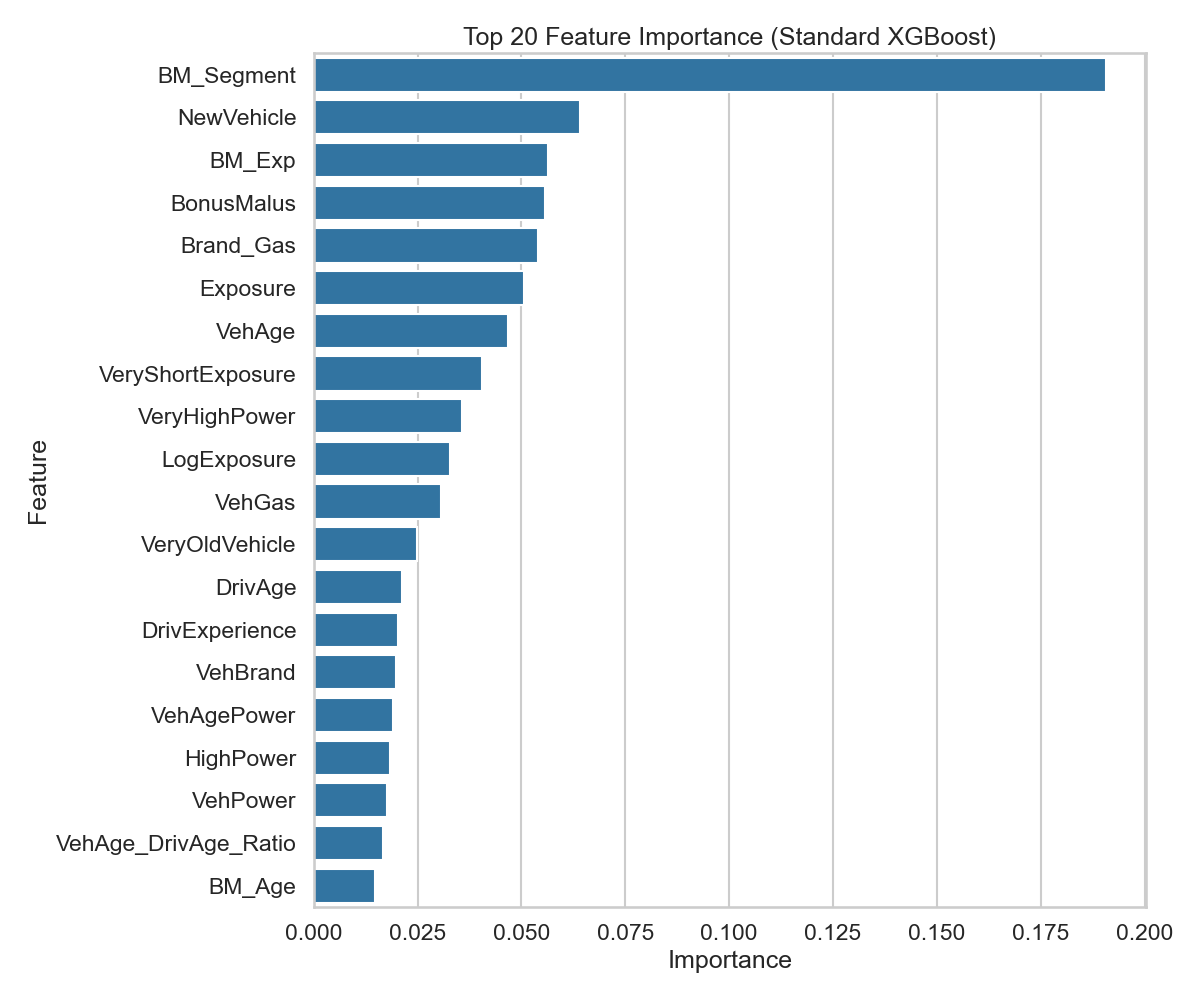 Top 20 Feature Importance (Standard XGBoost)
BM_Segment
NewVehicle
BM_Exp
BonusMalus
Brand_Gas
Exposure
VehAge
VeryShortExposure
VeryHighPower
LogExposure
VehGas
VeryOldVehicle
DrivAge
DrivExperience
VehBrand
VehAgePower
HighPower
VehPower
VehAge_DrivAge_Ratio
BM_Age
Feature
0.000 0.025 0.050 0.075 0.100 0.125 0.150 0.175 0.200
Importance